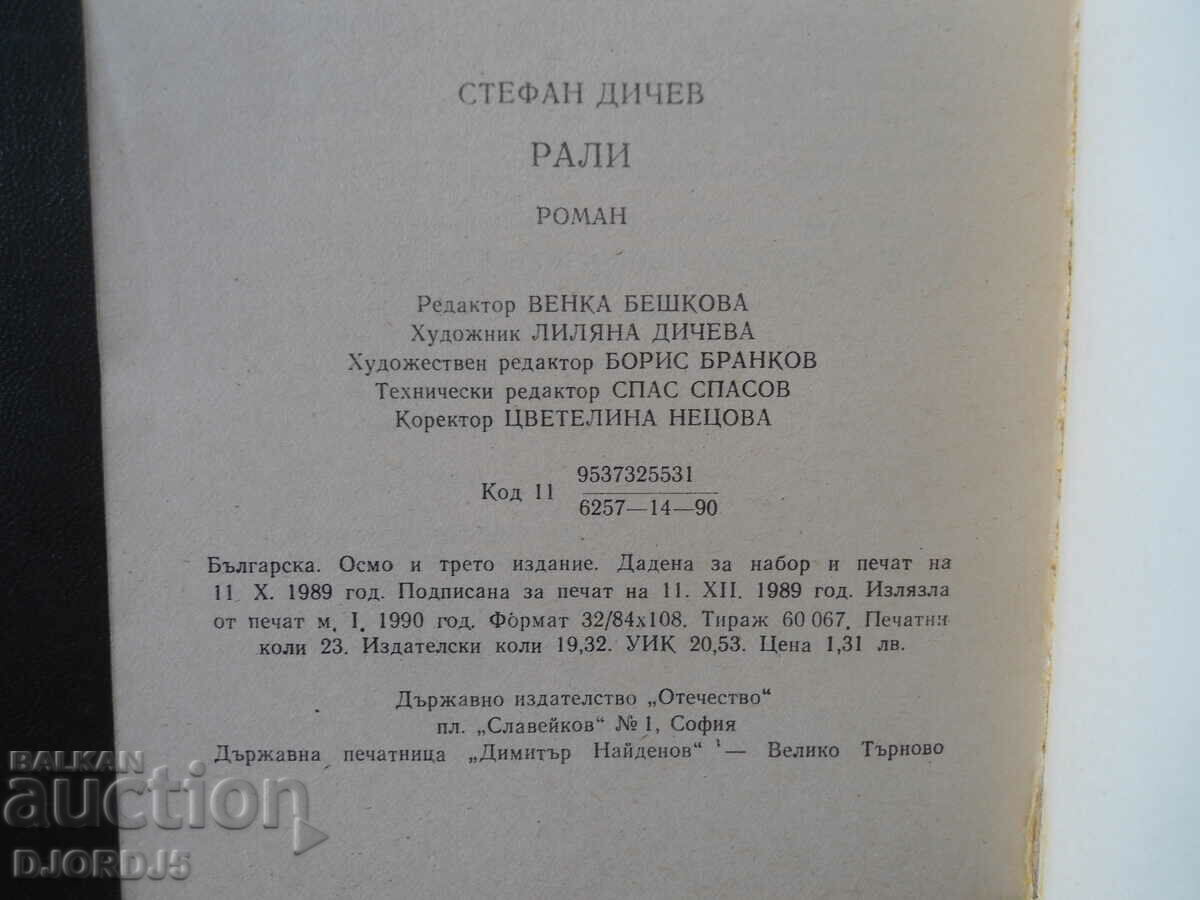 СТЕФАН ДИЧЕВ
РАЛИ
РОМАН
Редактор ВЕНКА БЕШКОВА
Художник ЛИЛЯНА ДИЧЕВА
Художествен редактор БОРИС БРАНКОВ
Технически редактор СПАС СПАСОВ
Коректор ЦВЕТЕЛИНА НЕЦОВА
Код 11 9537325531
6257—14—90
Българска. Осмо и трето издание. Дадена за набор и печат на
11. X. 1989 год. Подписана за печат на 11. XII. 1989 год. Излязла
от печат м. I. 1990 год. Формат 32/84x108. Тираж 60 067. Печатни
коли 23. Издателски коли 19,32. УИК 20,53. Цена 1,31 лв.
Държавно издателство „Отечество“
пл. „Славейков“ № 1, София
Държавна печатница „Димитър Найденов“ — Велико Търново
BALKAN
auction
DJORDJ5